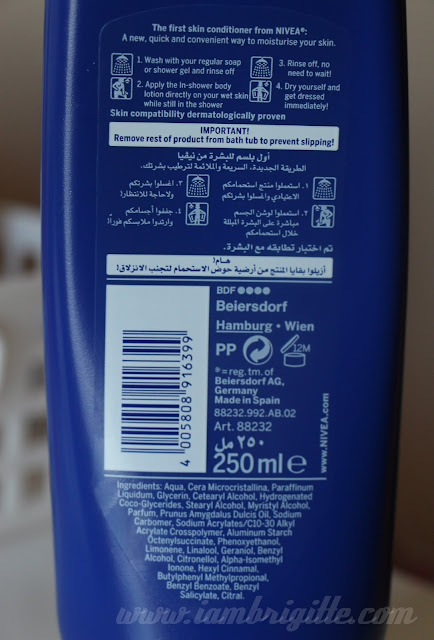 The first skin conditioner from NIVEA®:
A new, quick and convenient way to moisturise your skin.
1. Wash with your regular soap
or shower gel and rinse off
2. Apply the In-shower body
lotion directly on your wet skin
while still in the shower
3. Rinse off, no
need to wait!
4. Dry yourself and
get dressed
immediately!
Skin compatibility dermatologically proven
IMPORTANT!
Remove rest of product from bath tub to prevent slipping!
أول بلسم للبشرة من نيڤيا
الطريقة الجديدة، السريعة والملائمة لترطيب بشرتك.
١. استعملوا منتج استحمامكم
الاعتيادي واغسلوا بشرتكم
٢. استعملوا لوشن الجسم
مباشرة على البشرة المبللة
خلال استحمامكم
٣. اغسلوا بشرتكم
ولاحاجة للانتظار!
٤. جففوا أجسامكم
وارتدوا ملابسكم فوراً!
تم اختبار تطابقه مع البشرة.
هام!
أزيلوا بقايا المنتج من أرضية حوض الاستحمام لتجنب الانزلاق!
BDF
Beiersdorf
Hamburg • Wien
PP
12M
®=reg. tm. of
Beiersdorf AG,
Germany
Made in Spain
88232.992.AB.02
Art. 88232
٢٥٠ مل
250 ml e
www.NIVEA.com
4 005808 916399
Ingredients: Aqua, Cera Microcristallina, Paraffinum
Liquidum, Glycerin, Cetearyl Alcohol, Hydrogenated
Coco-Glycerides, Stearyl Alcohol, Myristyl Alcohol,
Parfum, Prunus Amygdalus Dulcis Oil, Sodium
Carbomer, Sodium Acrylates/C10-30 Alkyl
Acrylate Crosspolymer, Aluminum Starch
Octenylsuccinate, Phenoxyethanol,
Limonene, Linalool, Geraniol, Benzyl
Alcohol, Citronellol, Alpha-Isomethyl
Ionone, Hexyl Cinnamal,
Butylphenyl Methylpropional,
Benzyl Benzoate, Benzyl
Salicylate, Citral.
www.iambrigitte.com